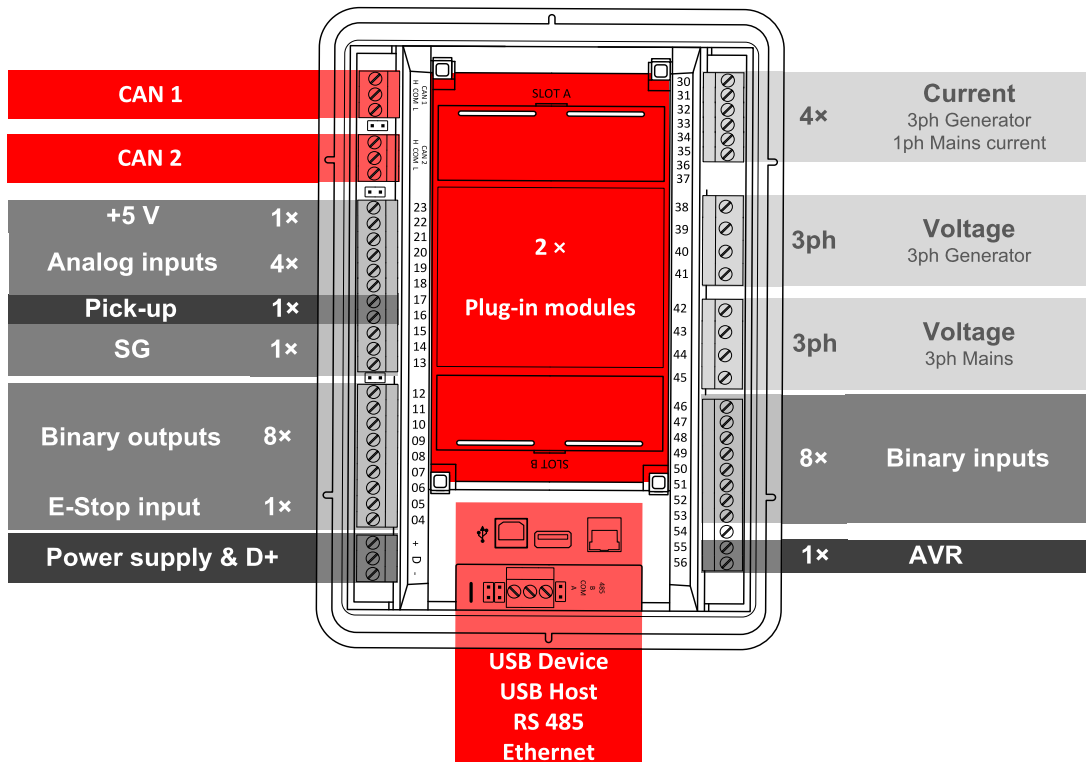 CAN 1
CAN 2
+5 V 1×
Analog inputs 4×
Pick-up 1×
SG 1×
Binary outputs 8×
E-Stop input 1×
Power supply & D+
CAN 1
H COM L
CAN 2
H COM L
23
22
21
20
19
18
17
16
15
14
13
12
11
10
09
08
07
06
05
04
+
D
-
SLOT A
2 ×
Plug-in modules
SLOT B
485
B
COM
A
USB Device
USB Host
RS 485
Ethernet
30
31
32
33
34
35
36
37
38
39
40
41
42
43
44
45
46
47
48
49
50
51
52
53
54
55
56
4× Current
3ph Generator
1ph Mains current
3ph Voltage
3ph Generator
3ph Voltage
3ph Mains
8× Binary inputs
1× AVR